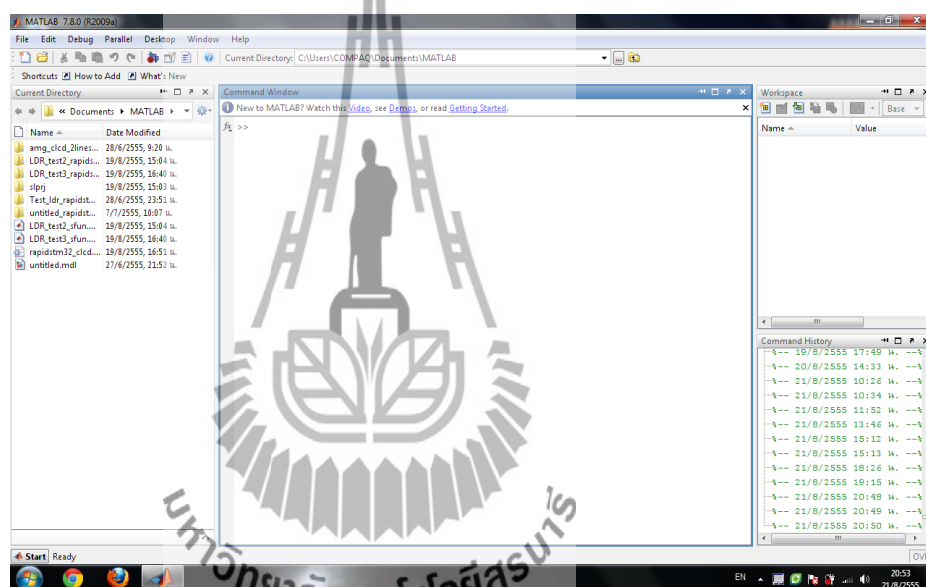 MATLAB 7.8.0 (R2009a)
File Edit Debug Parallel Desktop Window Help
Current Directory: C:\Users\COMPAQ\Documents\MATLAB
Shortcuts How to Add What's New
Current Directory
« Documents MATLAB
Name Date Modified
amg_clcd_2lines... 28/6/2555, 9:20 น.
LDR_test2_rapids... 19/8/2555, 15:04 น.
LDR_test3_rapids... 19/8/2555, 16:40 น.
slprj 19/8/2555, 15:03 น.
Test_ldr_rapidst... 28/6/2555, 23:51 น.
untitled_rapidst... 7/7/2555, 10:07 น.
LDR_test2_sfun.... 19/8/2555, 15:04 น.
LDR_test3_sfun.... 19/8/2555, 16:40 น.
rapidstm32_clcd.... 19/8/2555, 16:51 น.
untitled.mdl 27/6/2555, 21:52 น.
Command Window
New to MATLAB? Watch this Video, see Demos, or read Getting Started.
fx >>
Workspace
Base
Name Value
Command History
%-- 19/8/2555 17:49 น. --%
%-- 20/8/2555 14:33 น. --%
%-- 21/8/2555 10:26 น. --%
%-- 21/8/2555 10:34 น. --%
%-- 21/8/2555 11:52 น. --%
%-- 21/8/2555 13:46 น. --%
%-- 21/8/2555 15:12 น. --%
%-- 21/8/2555 15:13 น. --%
%-- 21/8/2555 18:26 น. --%
%-- 21/8/2555 19:15 น. --%
%-- 21/8/2555 20:48 น. --%
%-- 21/8/2555 20:49 น. --%
%-- 21/8/2555 20:50 น. --%
Start Ready
OV
EN
20:53
21/8/2555